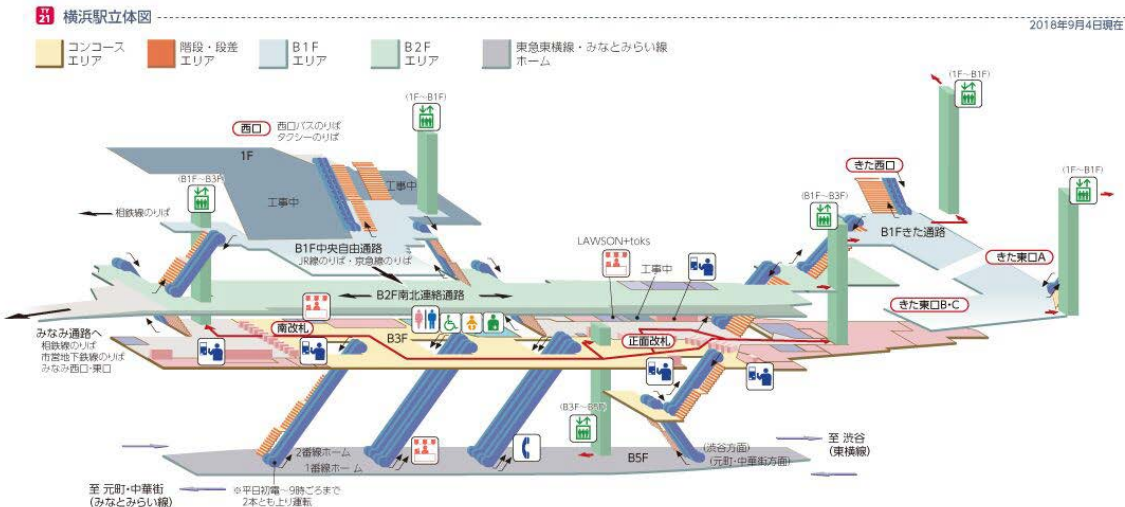 TY
21
横浜駅立体図
2018年9月4日現在
コンコース
エリア
階段・段差
エリア
B1F
エリア
B2F
エリア
東急東横線・みなとみらい線
ホーム
(1F～B1F)
(1F～B1F)
西口
西口バスのりば
タクシーのりば
1F
工事中
工事中
きた西口
(1F～B1F)
(B1F～B3F)
(B1F～B3F)
相鉄線のりば
B1F中央自由通路
JR線のりば・京急線のりば
B1Fきた通路
LAWSON+toks
工事中
きた東口A
B2F南北連絡通路
きた東口B・C
みなみ通路へ
相鉄線のりば
市営地下鉄線のりば
みなみ西口・東口
南改札
B3F
正面改札
(B3F～B5F)
2番線ホーム
1番線ホーム
B5F
(渋谷方面)
(元町・中華街方面)
至 渋谷
(東横線)
至 元町・中華街
(みなとみらい線)
※平日初電～9時ごろまで
2本とも上り運転